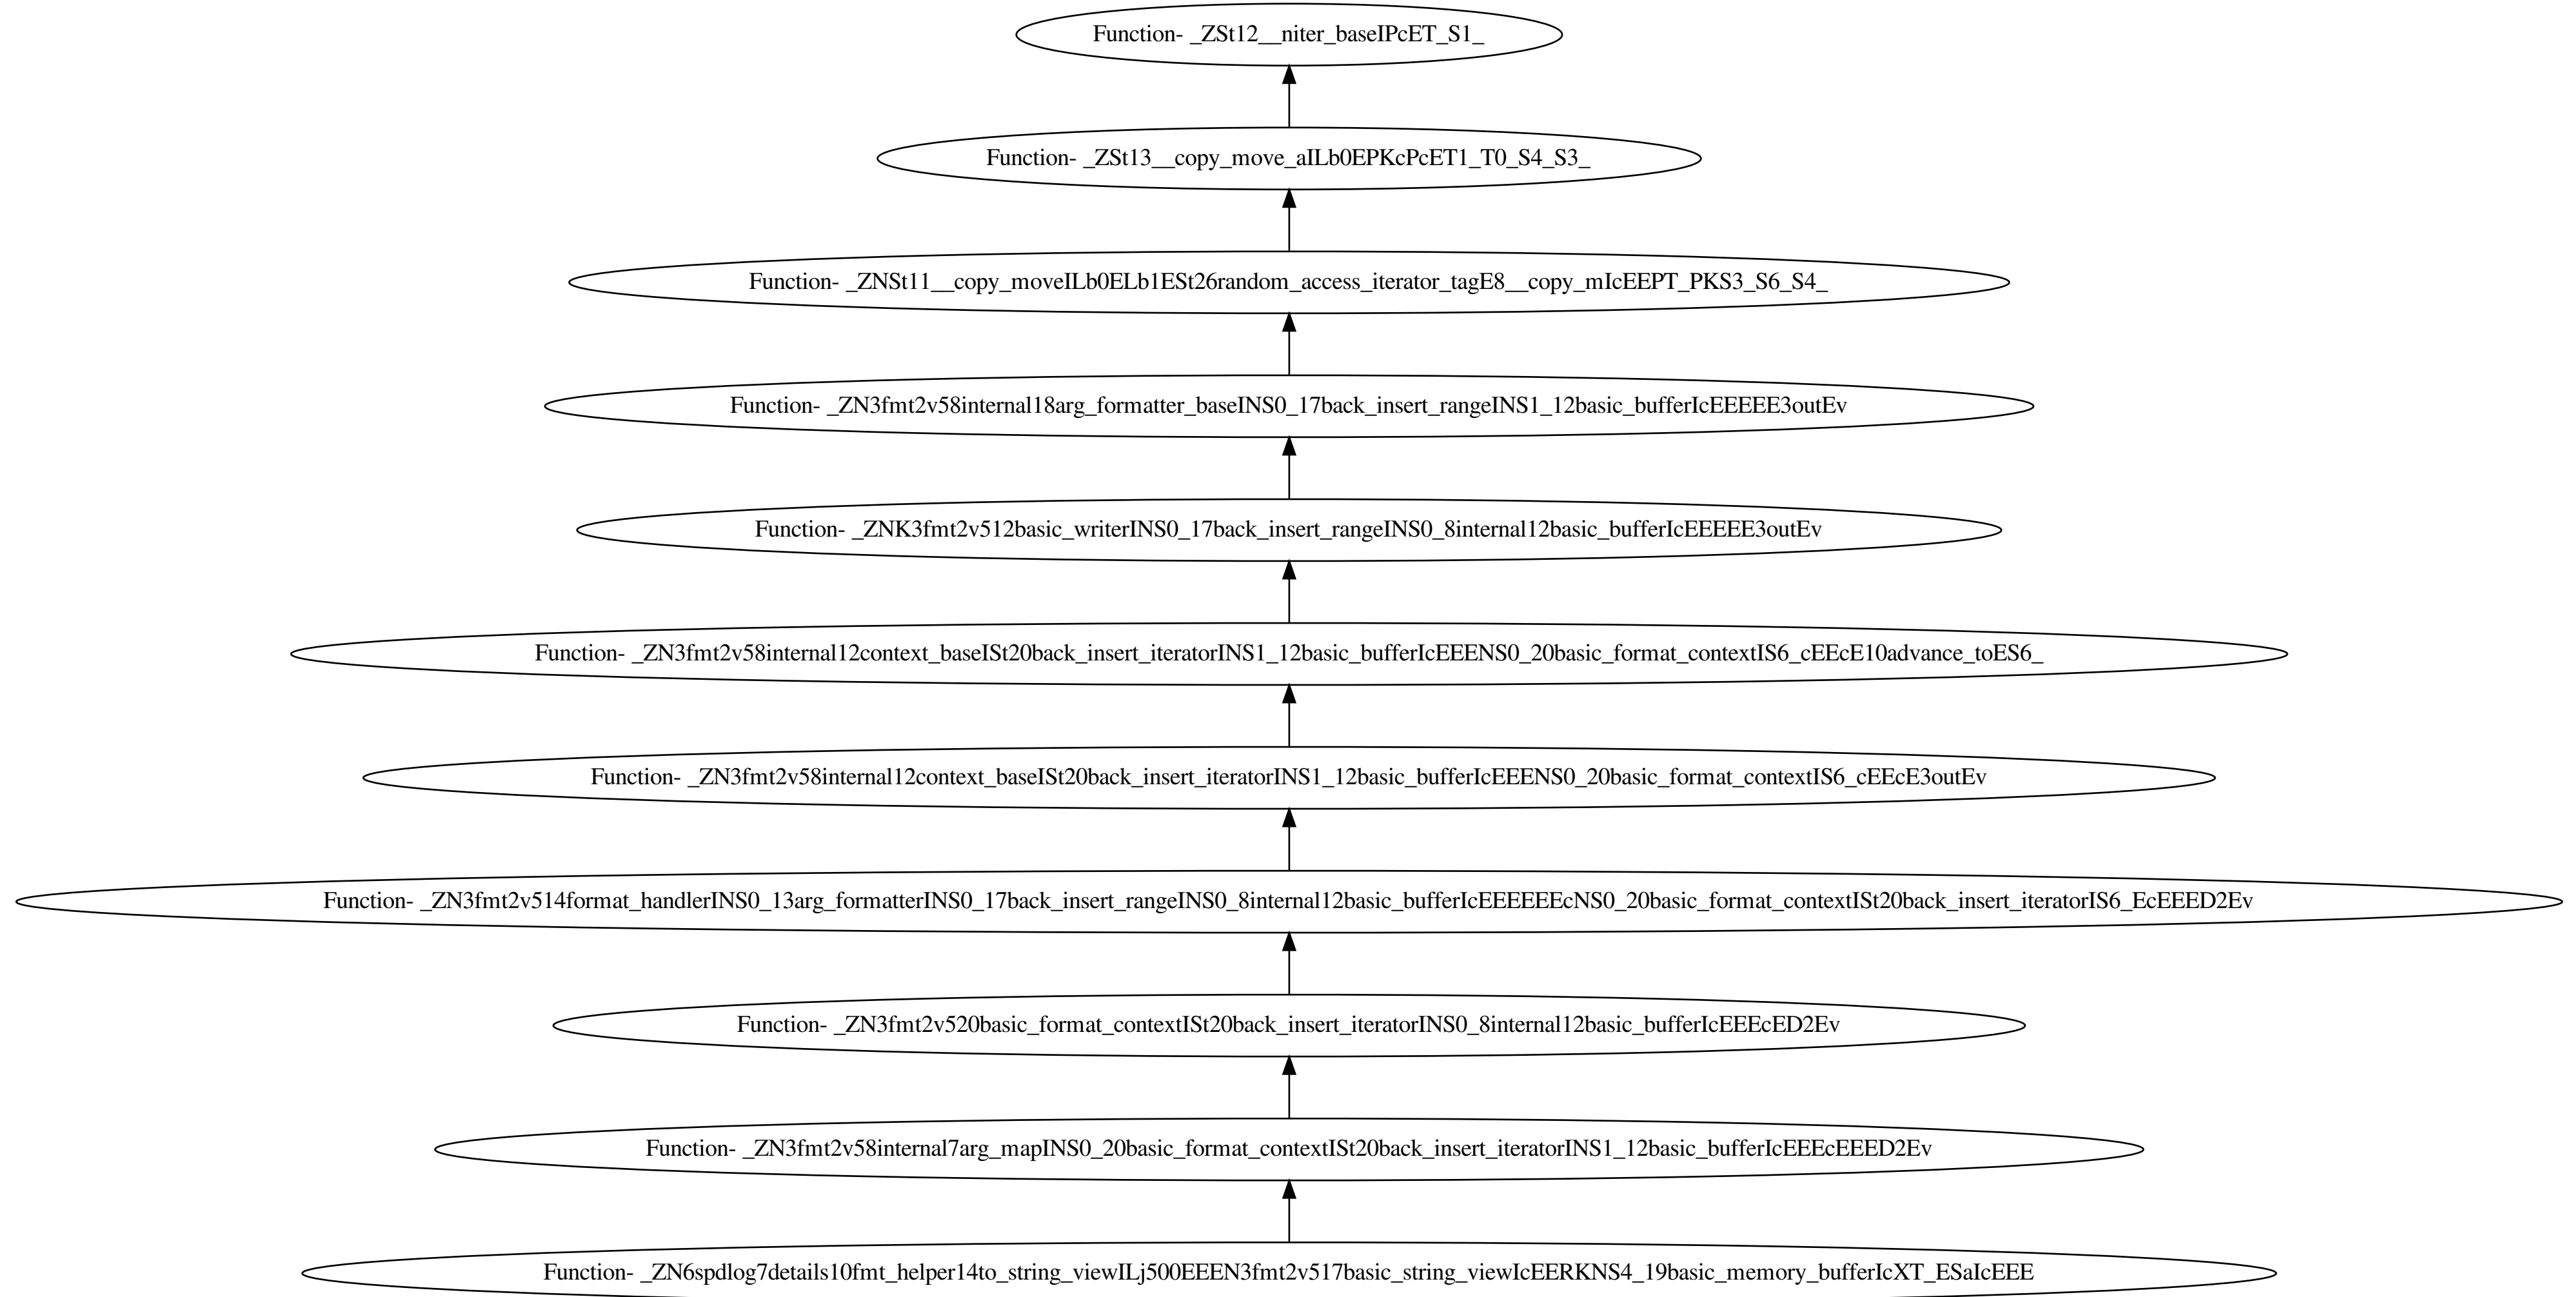 Function- _ZSt12__niter_baseIPcET_S1_
Function- _ZSt13__copy_move_aILb0EPKcPcET1_T0_S4_S3_
Function- _ZNSt11__copy_moveILb0ELb1ESt26random_access_iterator_tagE8__copy_mIcEEPT_PKS3_S6_S4_
Function- _ZN3fmt2v58internal18arg_formatter_baseINS0_17back_insert_rangeINS1_12basic_bufferIcEEEEE3outEv
Function- _ZNK3fmt2v512basic_writerINS0_17back_insert_rangeINS0_8internal12basic_bufferIcEEEEE3outEv
Function- _ZN3fmt2v58internal12context_baseISt20back_insert_iteratorINS1_12basic_bufferIcEEENS0_20basic_format_contextIS6_cEEcE10advance_toES6_
Function- _ZN3fmt2v58internal12context_baseISt20back_insert_iteratorINS1_12basic_bufferIcEEENS0_20basic_format_contextIS6_cEEcE3outEv
Function- _ZN3fmt2v514format_handlerINS0_13arg_formatterINS0_17back_insert_rangeINS0_8internal12basic_bufferIcEEEEEEcNS0_20basic_format_contextISt20back_insert_iteratorIS6_EcEEED2Ev
Function- _ZN3fmt2v520basic_format_contextISt20back_insert_iteratorINS0_8internal12basic_bufferIcEEEcED2Ev
Function- _ZN3fmt2v58internal7arg_mapINS0_20basic_format_contextISt20back_insert_iteratorINS1_12basic_bufferIcEEEcEEED2Ev
Function- _ZN6spdlog7details10fmt_helper14to_string_viewILj500EEEN3fmt2v517basic_string_viewIcEERKNS4_19basic_memory_bufferIcXT_ESaIcEEE